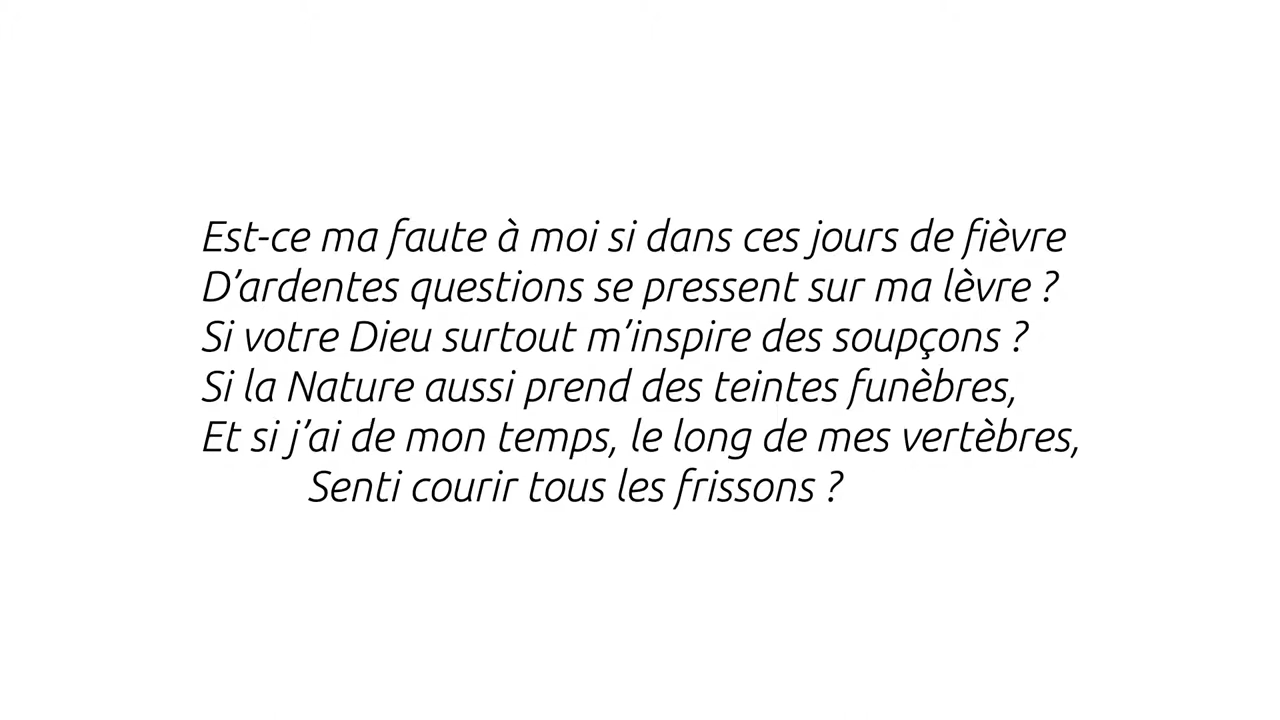 Est-ce ma faute à moi si dans ces jours de fièvre
D’ardentes questions se pressent sur ma lèvre ?
Si votre Dieu surtout m’inspire des soupçons ?
Si la Nature aussi prend des teintes funèbres,
Et si j’ai de mon temps, le long de mes vertèbres,
Senti courir tous les frissons ?